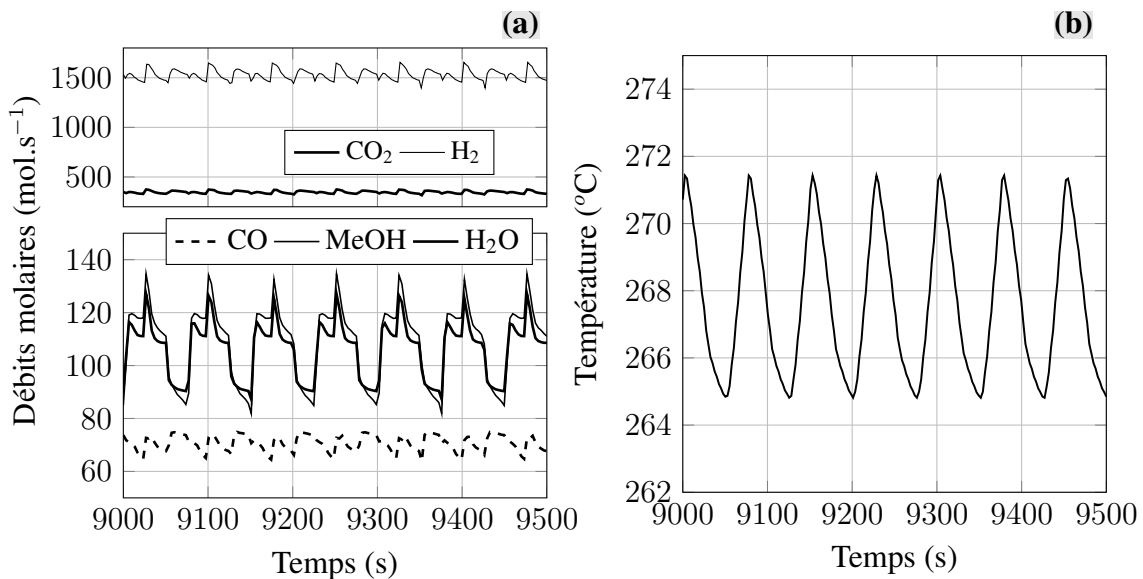 (a)
Débits molaires (mol.s−1)
1500
1000
500
CO2 H2
CO MeOH H2O
140
120
100
80
60
9000 9100 9200 9300 9400 9500
Temps (s)
(b)
Température (°C)
274
272
270
268
266
264
262
9000 9100 9200 9300 9400 9500
Temps (s)